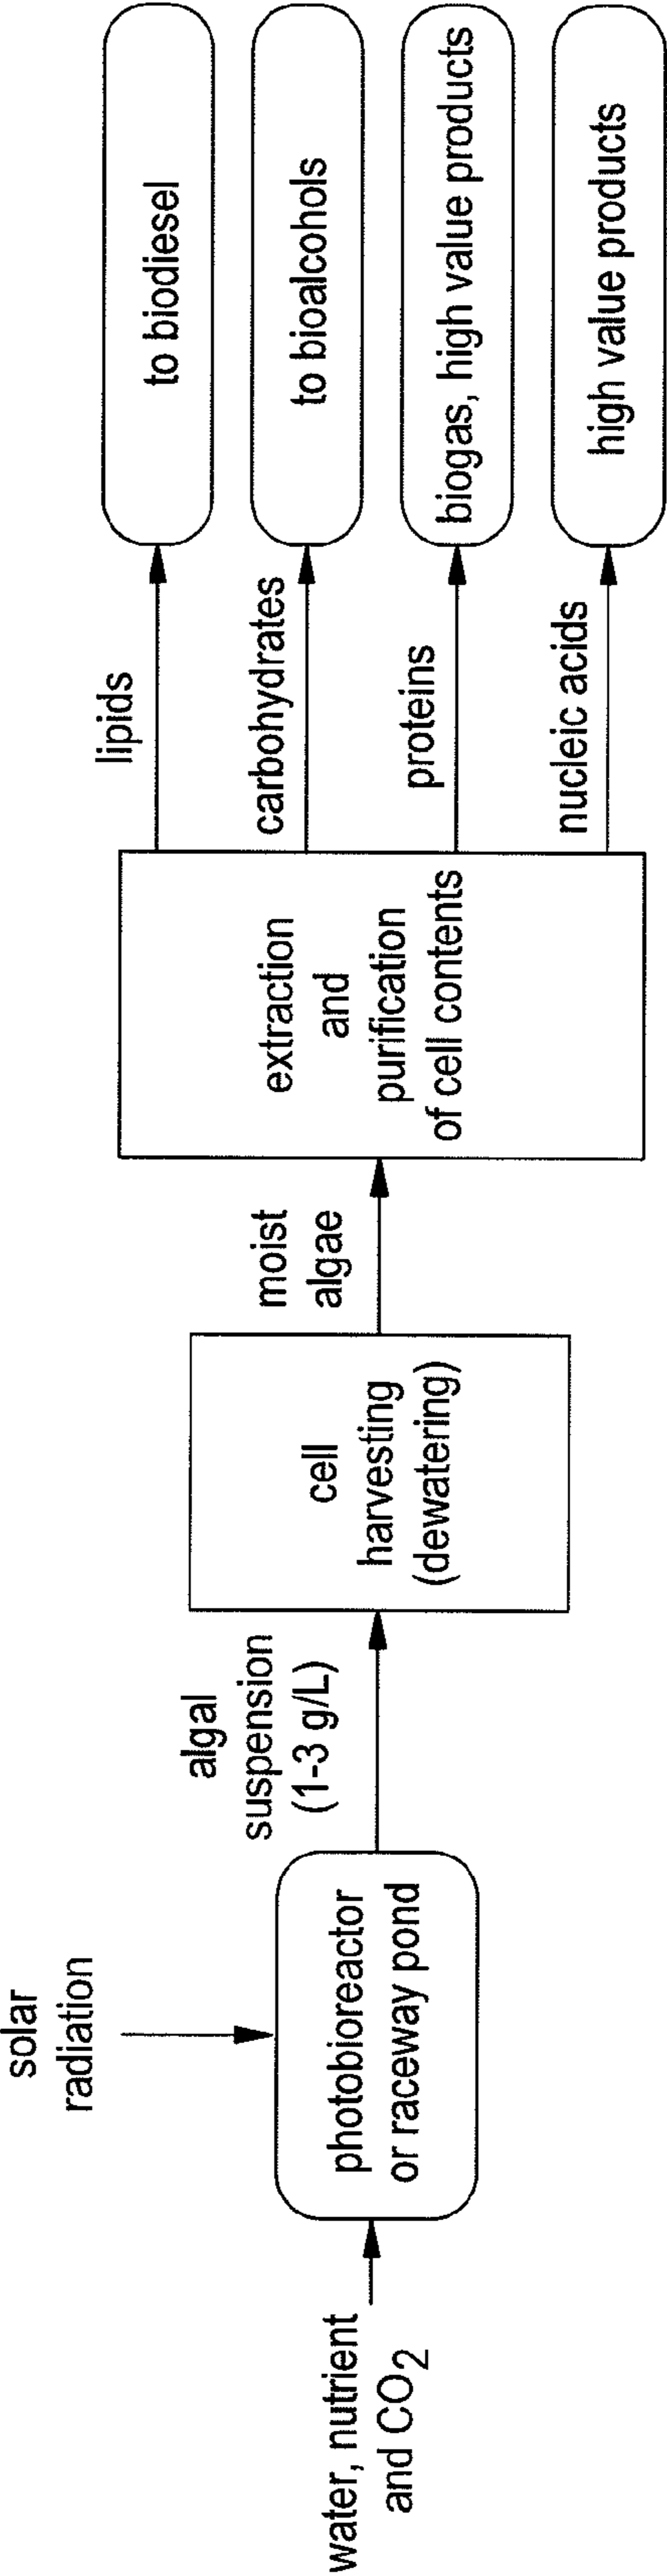 solar
radiation
water, nutrient
and CO2
photobioreactor
or raceway pond
algal
suspension
(1-3 g/L)
cell
harvesting
(dewatering)
moist
algae
extraction
and
purification
of cell contents
lipids
to biodiesel
carbohydrates
to bioalcohols
proteins
biogas, high value products
nucleic acids
high value products